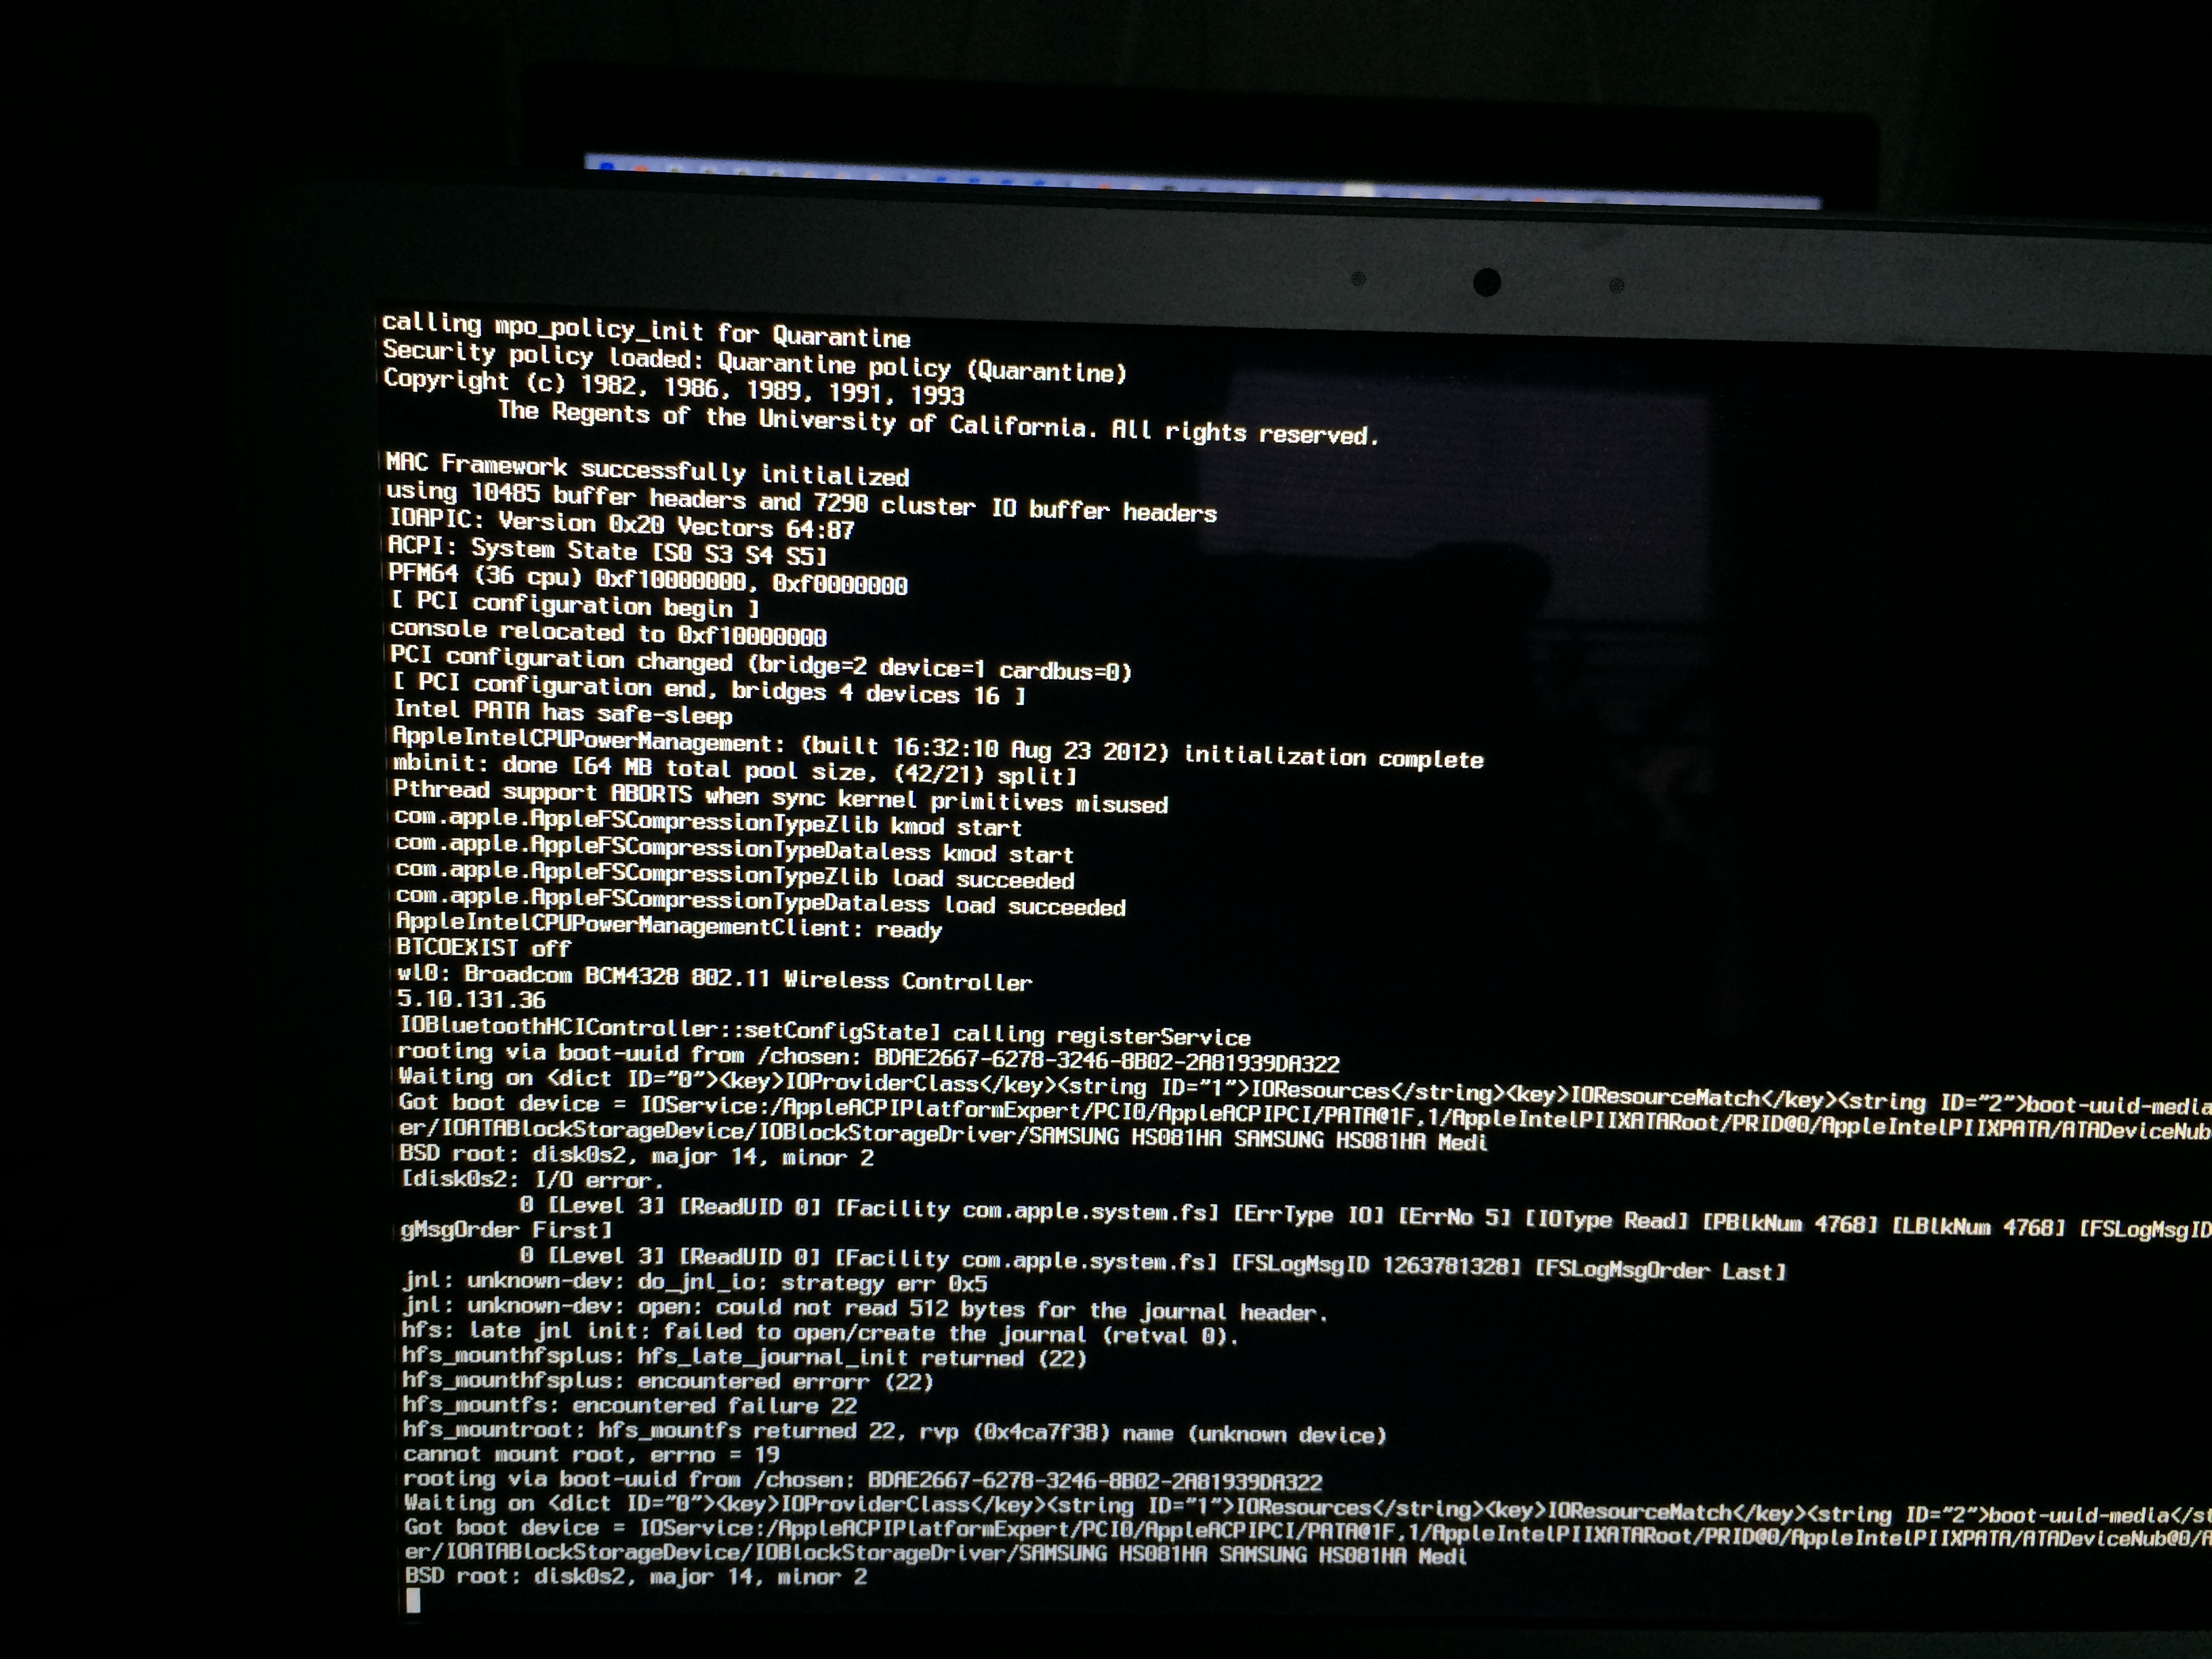 calling mpo_policy_init for Quarantine
Security policy loaded: Quarantine policy (Quarantine)
Copyright (c) 1982, 1986, 1989, 1991, 1993
The Regents of the University of California. All rights reserved.
MAC Framework successfully initialized
using 10485 buffer headers and 7290 cluster IO buffer headers
IOAPIC: Version 0x20 Vectors 64:87
ACPI: System State [S0 S3 S4 S5]
PFM64 (36 cpu) 0xf10000000, 0xf0000000
[ PCI configuration begin ]
console relocated to 0xf10000000
PCI configuration changed (bridge=2 device=1 cardbus=0)
[ PCI configuration end, bridges 4 devices 16 ]
Intel PATA has safe-sleep
AppleIntelCPUPowerManagement: (built 16:32:10 Aug 23 2012) initialization complete
mbinit: done [64 MB total pool size, (42/21) split]
Pthread support ABORTS when sync kernel primitives misused
com.apple.AppleFSCompressionTypeZlib kmod start
com.apple.AppleFSCompressionTypeDataless kmod start
com.apple.AppleFSCompressionTypeZlib load succeeded
com.apple.AppleFSCompressionTypeDataless load succeeded
AppleIntelCPUPowerManagementClient: ready
BTCOEXIST off
wl0: Broadcom BCM4328 802.11 Wireless Controller
5.10.131.36
IOBluetoothHCIController::setConfigState] calling registerService
rooting via boot-uuid from /chosen: BDAE2667-6278-3246-8B02-2A81939DA322
Waiting on <dict ID="0"><key>IOProviderClass</key><string ID="1">IOResources</string><key>IOResourceMatch</key><string ID="2">boot-uuid-media
Got boot device = IOService:/AppleACPIPlatformExpert/PCI0/AppleACPIPCI/PATA@1F,1/AppleIntelPIIXATARoot/PRID@0/AppleIntelPIIXPATA/ATADeviceNub
er/IOATABlockStorageDevice/IOBlockStorageDriver/SAMSUNG HS081HA SAMSUNG HS081HA Medi
BSD root: disk0s2, major 14, minor 2
[disk0s2: I/O error.
0 [Level 3] [ReadUID 0] [Facility com.apple.system.fs] [ErrType IO] [ErrNo 5] [IOType Read] [PBlkNum 4768] [LBlkNum 4768] [FSLogMsgID
gMsgOrder First]
0 [Level 3] [ReadUID 0] [Facility com.apple.system.fs] [FSLogMsgID 1263781328] [FSLogMsgOrder Last]
jnl: unknown-dev: do_jnl_io: strategy err 0x5
jnl: unknown-dev: open: could not read 512 bytes for the journal header.
hfs: late jnl init: failed to open/create the journal (retval 0).
hfs_mounthfsplus: hfs_late_journal_init returned (22)
hfs_mounthfsplus: encountered errorr (22)
hfs_mountfs: encountered failure 22
hfs_mountroot: hfs_mountfs returned 22, rvp (0x4ca7f38) name (unknown device)
cannot mount root, errno = 19
rooting via boot-uuid from /chosen: BDAE2667-6278-3246-8B02-2A81939DA322
Waiting on <dict ID="0"><key>IOProviderClass</key><string ID="1">IOResources</string><key>IOResourceMatch</key><string ID="2">boot-uuid-media</st
Got boot device = IOService:/AppleACPIPlatformExpert/PCI0/AppleACPIPCI/PATA@1F,1/AppleIntelPIIXATARoot/PRID@0/AppleIntelPIIXPATA/ATADeviceNub@0/A
er/IOATABlockStorageDevice/IOBlockStorageDriver/SAMSUNG HS081HA SAMSUNG HS081HA Medi
BSD root: disk0s2, major 14, minor 2